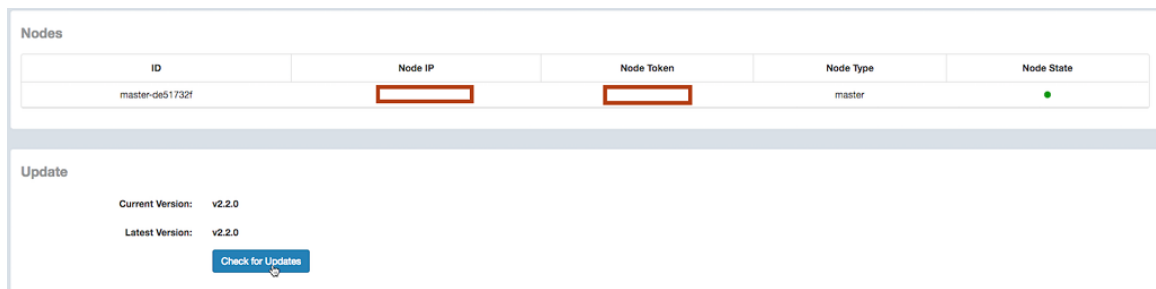 Nodes
ID Node IP Node Token Node Type Node State
master-de51732f master
Update
Current Version: v2.2.0
Latest Version: v2.2.0
Check for Updates